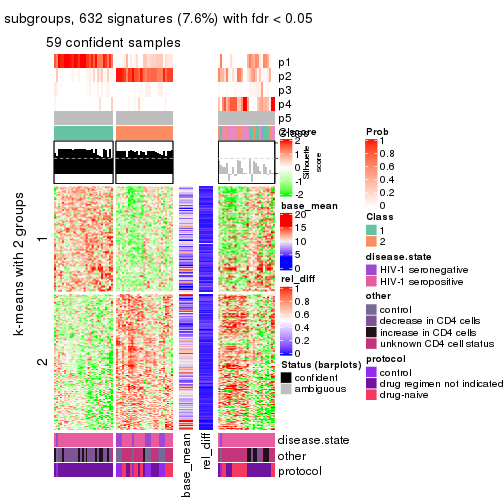 subgroups, 632 signatures (7.6%) with fdr < 0.05
59 confident samples
p1
p2
p3
p4
p5
Class
Silhouette
score
k-means with 2 groups
1
2
disease.state
other
protocol
base_mean
rel_diff
Z-score
2
1
0
-1
-2
base_mean
20
15
10
5
0
rel_diff
1
0.8
0.6
0.4
0.2
0
Status (barplots)
confident
ambiguous
Prob
1
0.8
0.6
0.4
0.2
0
Class
1
2
disease.state
HIV-1 seronegative
HIV-1 seropositive
other
control
decrease in CD4 cells
increase in CD4 cells
unknown CD4 cell status
protocol
control
drug regimen not indicated
drug-naive